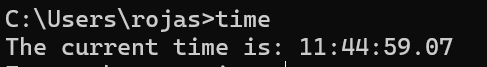 C:\Users\rojas>time
The current time is: 11:44:59.07